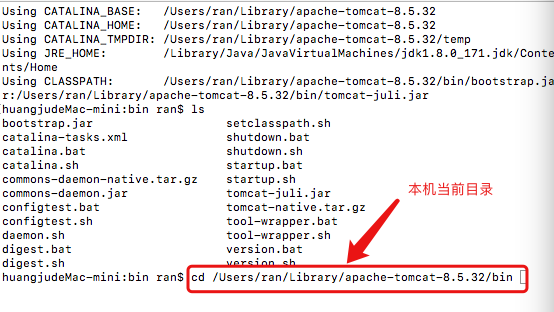 Using CATALINA_BASE:   /Users/ran/Library/apache-tomcat-8.5.32
Using CATALINA_HOME:   /Users/ran/Library/apache-tomcat-8.5.32
Using CATALINA_TMPDIR: /Users/ran/Library/apache-tomcat-8.5.32/temp
Using JRE_HOME:        /Library/Java/JavaVirtualMachines/jdk1.8.0_171.jdk/Conte
nts/Home
Using CLASSPATH:       /Users/ran/Library/apache-tomcat-8.5.32/bin/bootstrap.ja
r:/Users/ran/Library/apache-tomcat-8.5.32/bin/tomcat-juli.jar
[huangjudeMac-mini:bin ran$ ls
bootstrap.jar setclasspath.sh
catalina-tasks.xml shutdown.bat
catalina.bat shutdown.sh
catalina.sh startup.bat
commons-daemon-native.tar.gz startup.sh
commons-daemon.jar tomcat-juli.jar
configtest.bat tomcat-native.tar.gz
configtest.sh tool-wrapper.bat
daemon.sh tool-wrapper.sh
digest.bat version.bat
digest.sh version.sh
本机当前目录
huangjudeMac-mini:bin ran$ cd /Users/ran/Library/apache-tomcat-8.5.32/bin